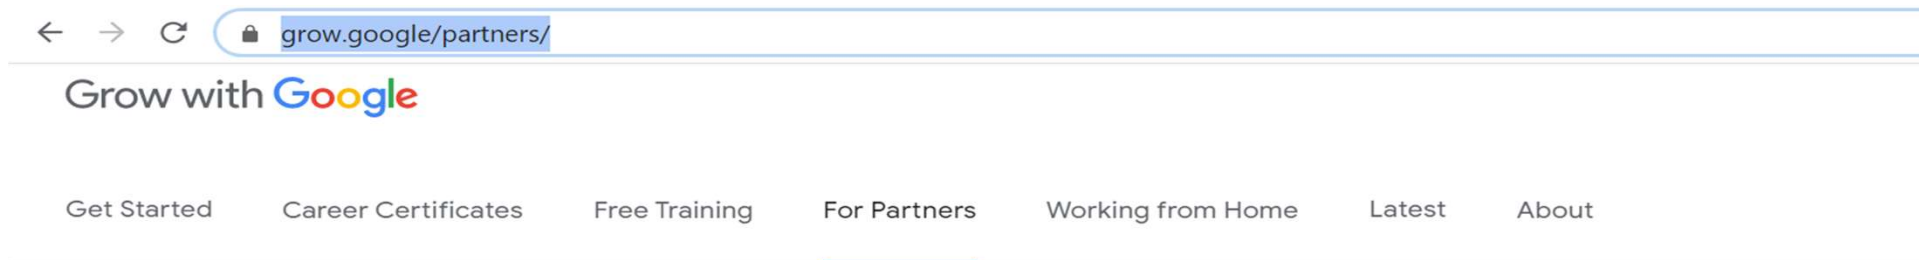 grow.google/partners/
Grow with Google
Get Started Career Certificates Free Training For Partners Working from Home Latest About